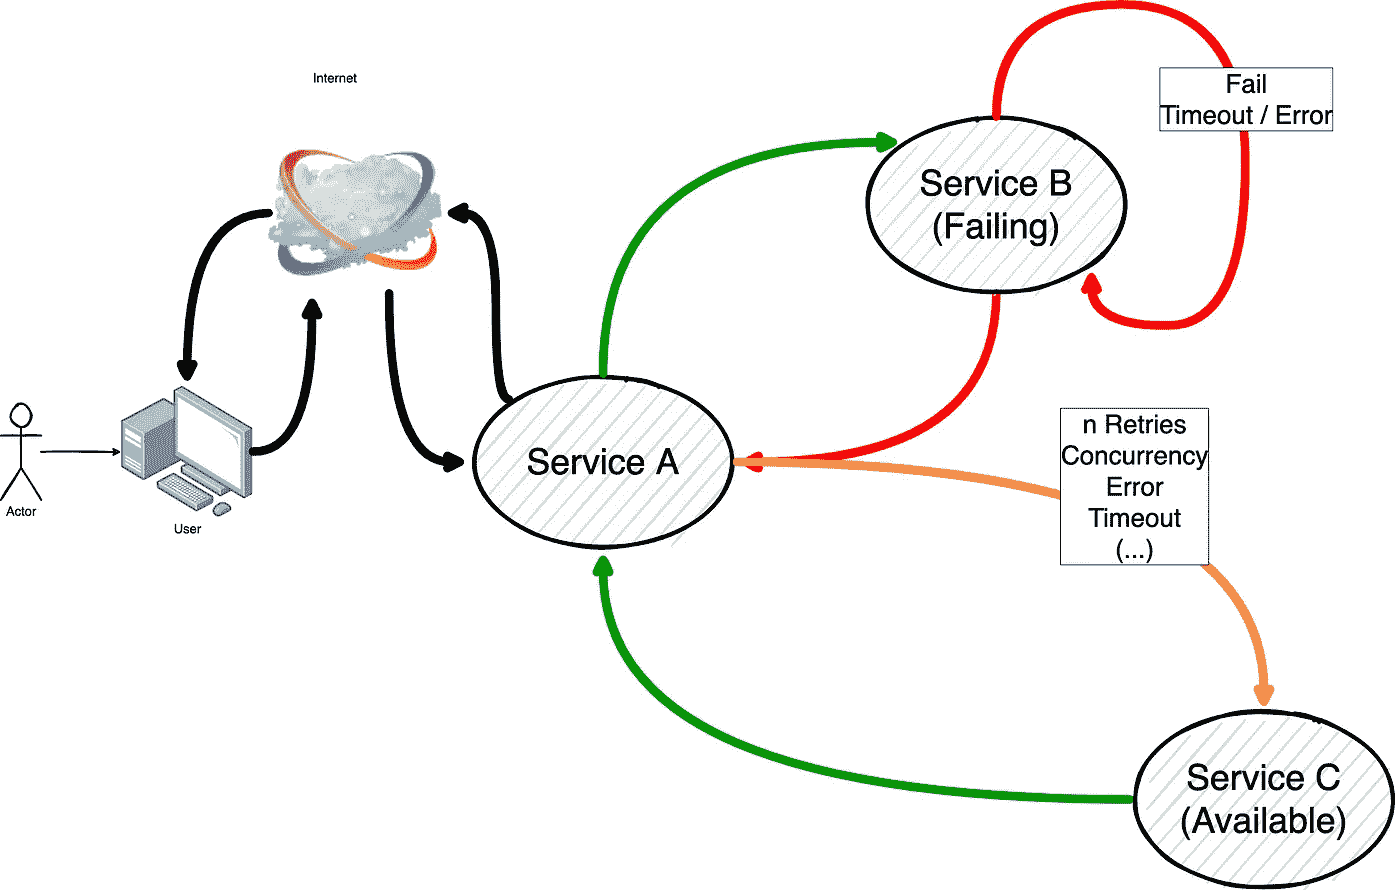 Internet
Fail
Timeout / Error
Service B
(Failing)
Service A
n Retries
Concurrency
Error
Timeout
(...)
Actor
User
Service C
(Available)